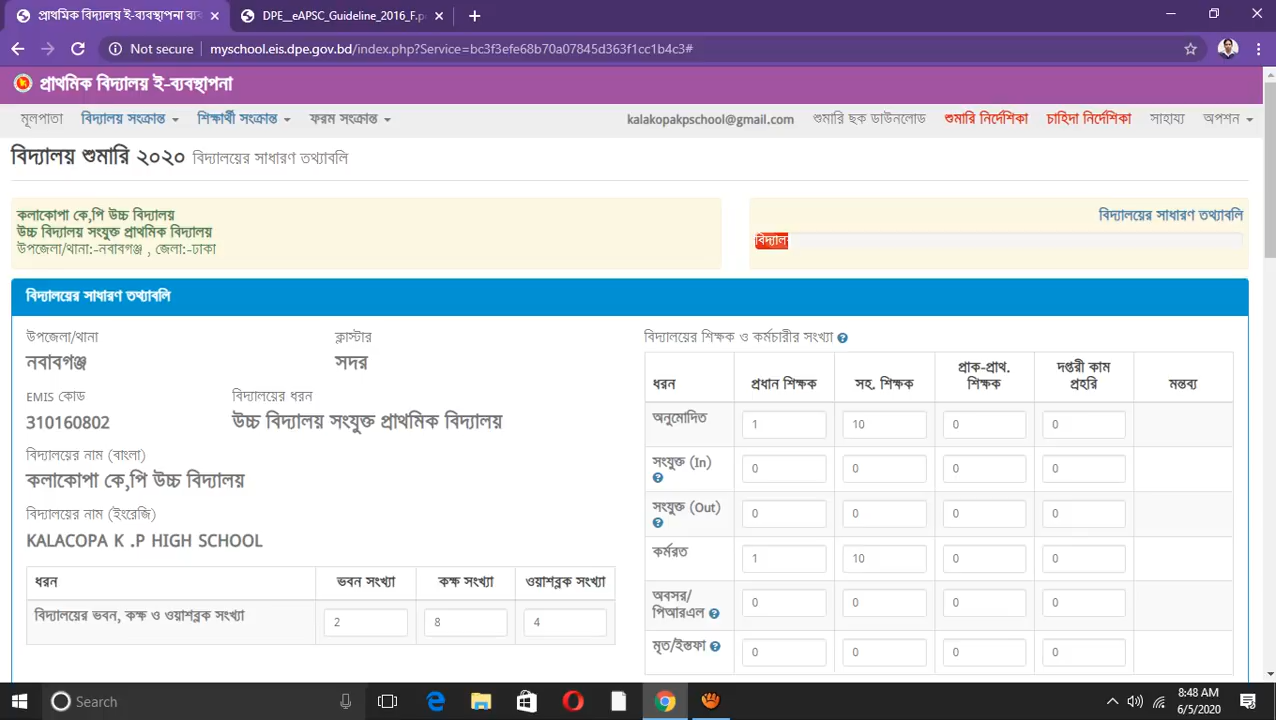 প্রাথমিক বিদ্যালয় ই-ব্যবস্থাপনা | ব
DPE__eAPSC_Guideline_2016_F.p
Not secure | myschool.eis.dpe.gov.bd/index.php?Service=bc3f3efe68b70a07845d363f1cc1b4c3#
প্রাথমিক বিদ্যালয় ই-ব্যবস্থাপনা
মূলপাতা বিদ্যালয় সংক্রান্ত শিক্ষার্থী সংক্রান্ত ফরম সংক্রান্ত kalakopakpschool@gmail.com শুমারি ছক ডাউনলোড শুমারি নির্দেশিকা চাহিদা নির্দেশিকা সাহায্য অপশন
বিদ্যালয় শুমারি ২০২০ বিদ্যালয়ের সাধারণ তথ্যাবলি
কলাকোপা কে,পি উচ্চ বিদ্যালয়
উচ্চ বিদ্যালয় সংযুক্ত প্রাথমিক বিদ্যালয়
উপজেলা/থানা:-নবাবগঞ্জ , জেলা:-ঢাকা
বিদ্যালয়ের সাধারণ তথ্যাবলি
বিদ্যালয়ের সাধারণ তথ্যাবলি
উপজেলা/থানা ক্লাস্টার
নবাবগঞ্জ সদর
EMIS কোড বিদ্যালয়ের ধরন
310160802 উচ্চ বিদ্যালয় সংযুক্ত প্রাথমিক বিদ্যালয়
বিদ্যালয়ের নাম (বাংলা)
কলাকোপা কে,পি উচ্চ বিদ্যালয়
বিদ্যালয়ের নাম (ইংরেজি)
KALACOPA K .P HIGH SCHOOL
ধরন ভবন সংখ্যা কক্ষ সংখ্যা ওয়াশব্লক সংখ্যা
বিদ্যালয়ের ভবন, কক্ষ ও ওয়াশব্লক সংখ্যা 2 8 4
বিদ্যালয়ের শিক্ষক ও কর্মচারীর সংখ্যা
ধরন প্রধান শিক্ষক সহ. শিক্ষক প্রাক-প্রাথ. শিক্ষক দপ্তরী কাম প্রহরি মন্তব্য
অনুমোদিত 1 10 0 0
সংযুক্ত (In) 0 0 0 0
সংযুক্ত (Out) 0 0 0 0
কর্মরত 1 10 0 0
অবসর/
পিআরএল 0 0 0 0
মৃত/ইস্তফা 0 0 0 0
Search
8:48 AM
6/5/2020